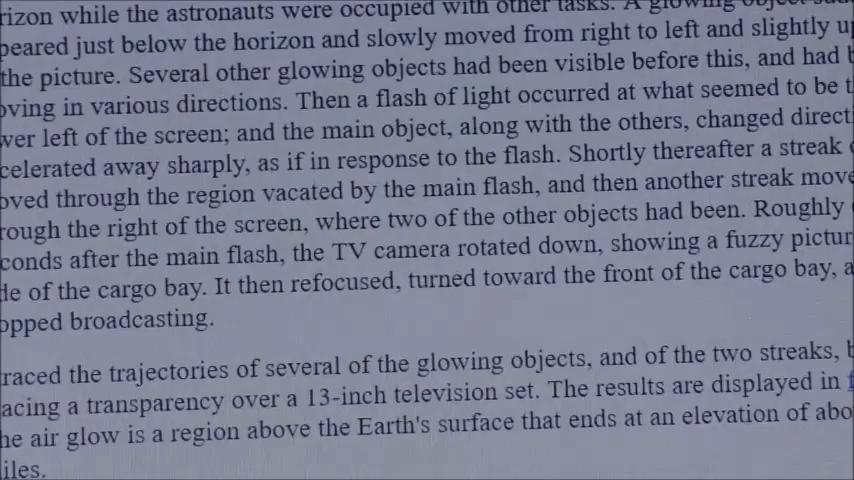 rizon while the astronauts were occupied with other tasks. A glowing object
peared just below the horizon and slowly moved from right to left and slightly
the picture. Several other glowing objects had been visible before this, and had
oving in various directions. Then a flash of light occurred at what seemed to be
wer left of the screen; and the main object, along with the others, changed directi
celerated away sharply, as if in response to the flash. Shortly thereafter a streak
oved through the region vacated by the main flash, and then another streak move
rough the right of the screen, where two of the other objects had been. Roughly
conds after the main flash, the TV camera rotated down, showing a fuzzy pictur
de of the cargo bay. It then refocused, turned toward the front of the cargo bay, a
opped broadcasting.
raced the trajectories of several of the glowing objects, and of the two streaks,
acing a transparency over a 13-inch television set. The results are displayed in
he air glow is a region above the Earth's surface that ends at an elevation of abo
iles.